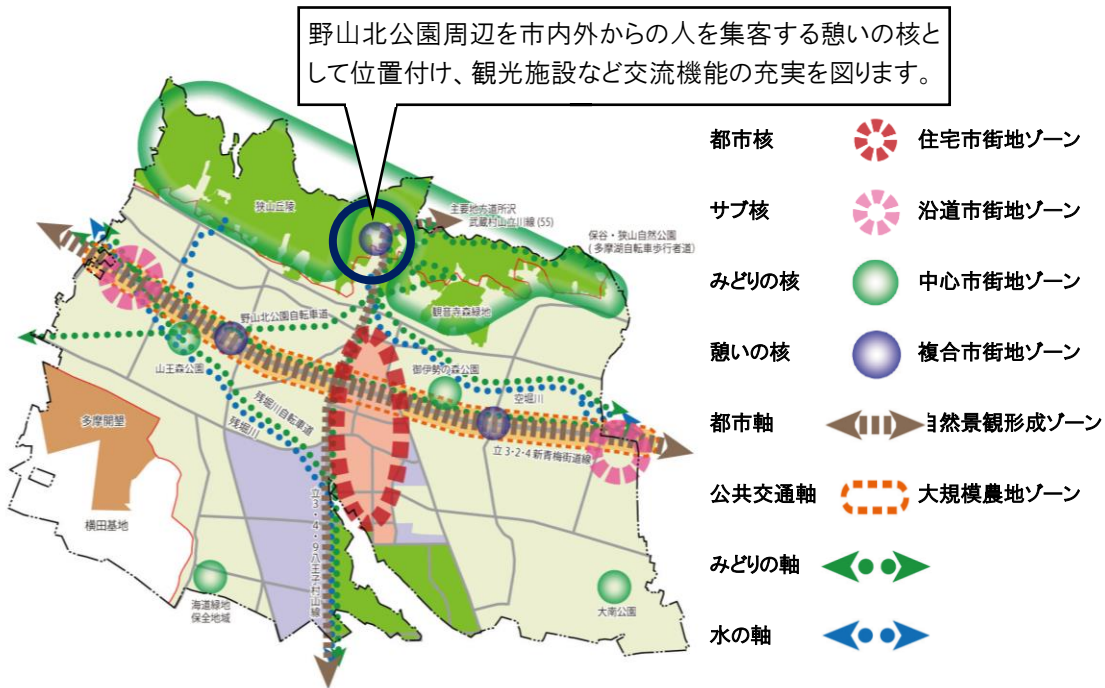 野山北公園周辺を市内外からの人を集客する憩いの核と
して位置付け、観光施設など交流機能の充実を図ります。
狭山丘陵
主要地方道所沢
武蔵村山立川線(55)
保谷・狭山自然公園
(多摩湖自転車歩行者道)
観音寺森緑地
野山北公園自転車道
山王森公園
御伊勢の森公園
空堀川
残堀川自転車道
残堀川
立3・2・4新青梅街道線
多摩開墾
横田基地
立3・4・9八王子村山線
海道緑地
保全地域
大南公園
都市核
住宅市街地ゾーン
サブ核
沿道市街地ゾーン
みどりの核
中心市街地ゾーン
憩いの核
複合市街地ゾーン
都市軸
自然景観形成ゾーン
公共交通軸
大規模農地ゾーン
みどりの軸
水の軸